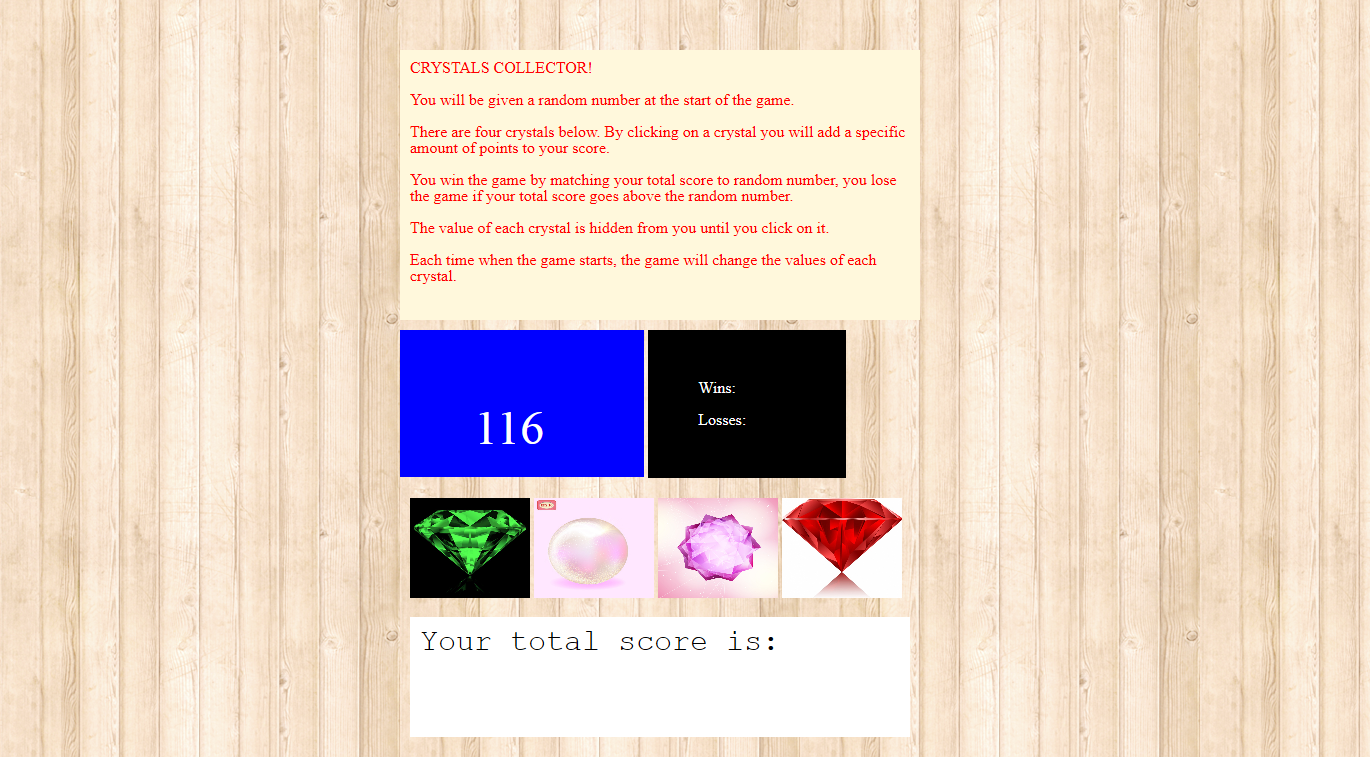 CRYSTALS COLLECTOR!
You will be given a random number at the start of the game.
There are four crystals below. By clicking on a crystal you will add a specific
amount of points to your score.
You win the game by matching your total score to random number, you lose
the game if your total score goes above the random number.
The value of each crystal is hidden from you until you click on it.
Each time when the game starts, the game will change the values of each
crystal.
116
Wins:
Losses:
Your total score is: